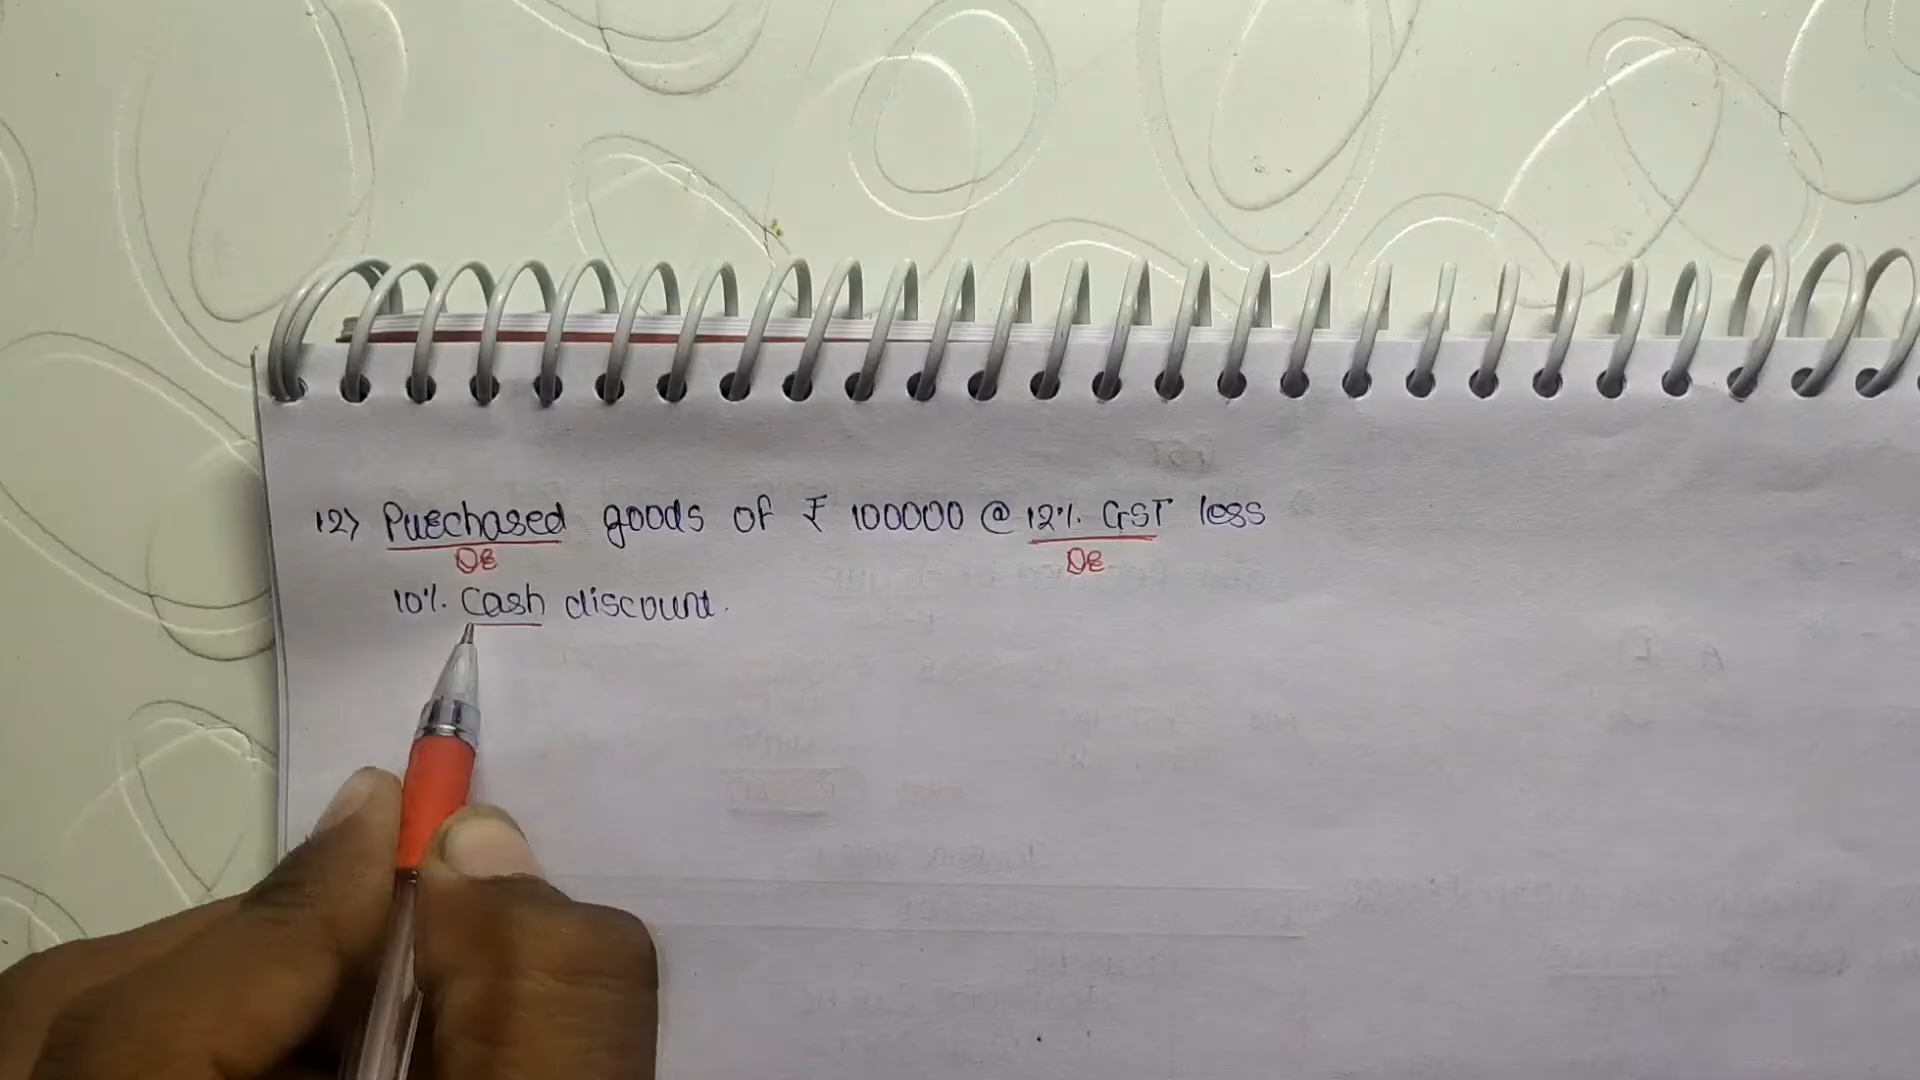 12) Purchased goods of ₹ 100000 @ 12% GST less
Dr Dr
10% Cash discount.